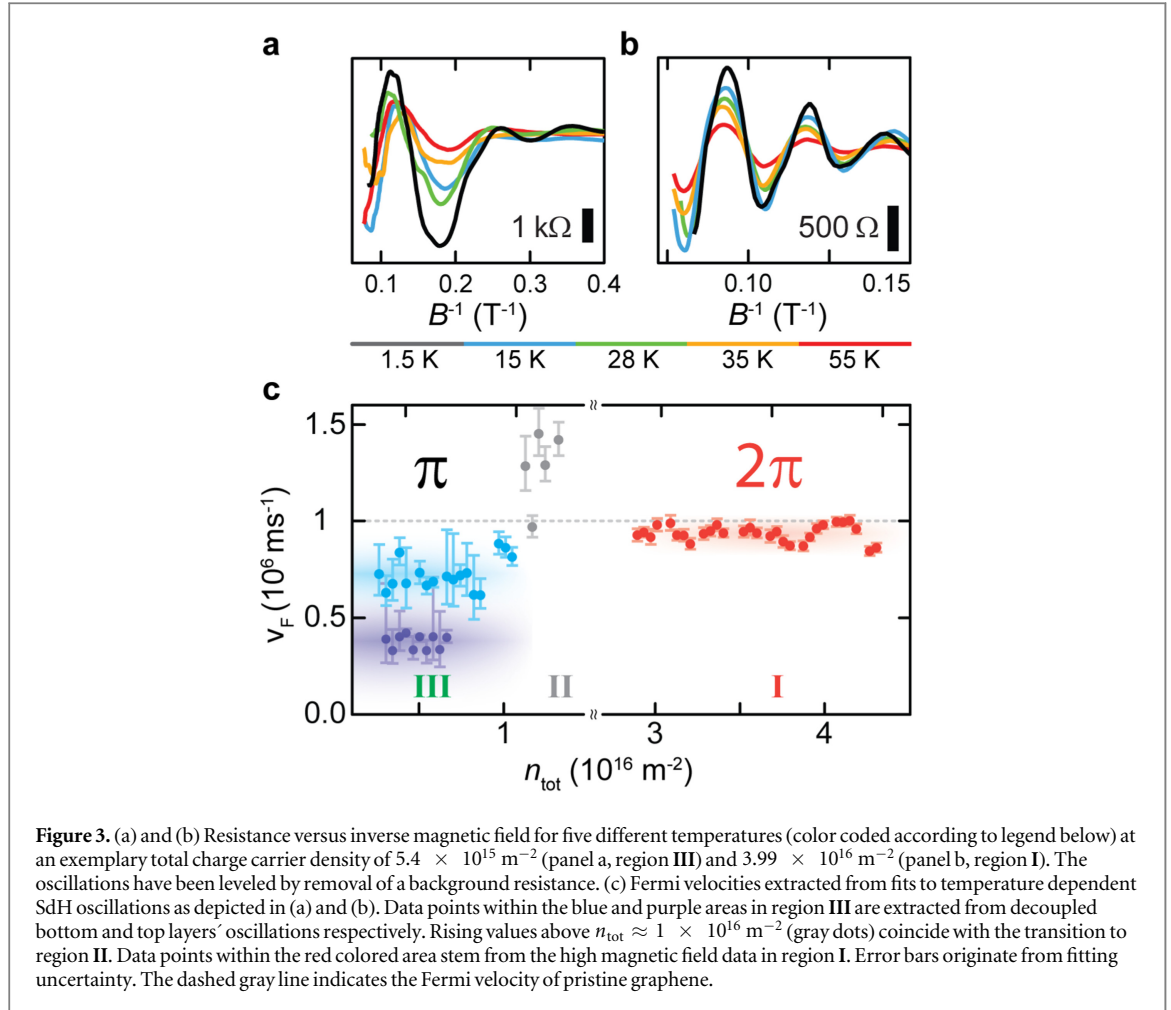 a
b
1 kΩ
500 Ω
0.1 0.2 0.3 0.4
0.10 0.15
B⁻¹ (T⁻¹)
B⁻¹ (T⁻¹)
1.5 K 15 K 28 K 35 K 55 K
c
1.5
1
0.5
0.0
v_F (10⁶ ms⁻¹)
π
2π
III
II
I
1 3 4
n_tot (10¹⁶ m⁻²)
Figure 3. (a) and (b) Resistance versus inverse magnetic field for five different temperatures (color coded according to legend below) at
an exemplary total charge carrier density of 5.4 × 10¹⁵ m⁻² (panel a, region III) and 3.99 × 10¹⁶ m⁻² (panel b, region I). The
oscillations have been leveled by removal of a background resistance. (c) Fermi velocities extracted from fits to temperature dependent
SdH oscillations as depicted in (a) and (b). Data points within the blue and purple areas in region III are extracted from decoupled
bottom and top layers´ oscillations respectively. Rising values above n_tot ≈ 1 × 10¹⁶ m⁻² (gray dots) coincide with the transition to
region II. Data points within the red colored area stem from the high magnetic field data in region I. Error bars originate from fitting
uncertainty. The dashed gray line indicates the Fermi velocity of pristine graphene.